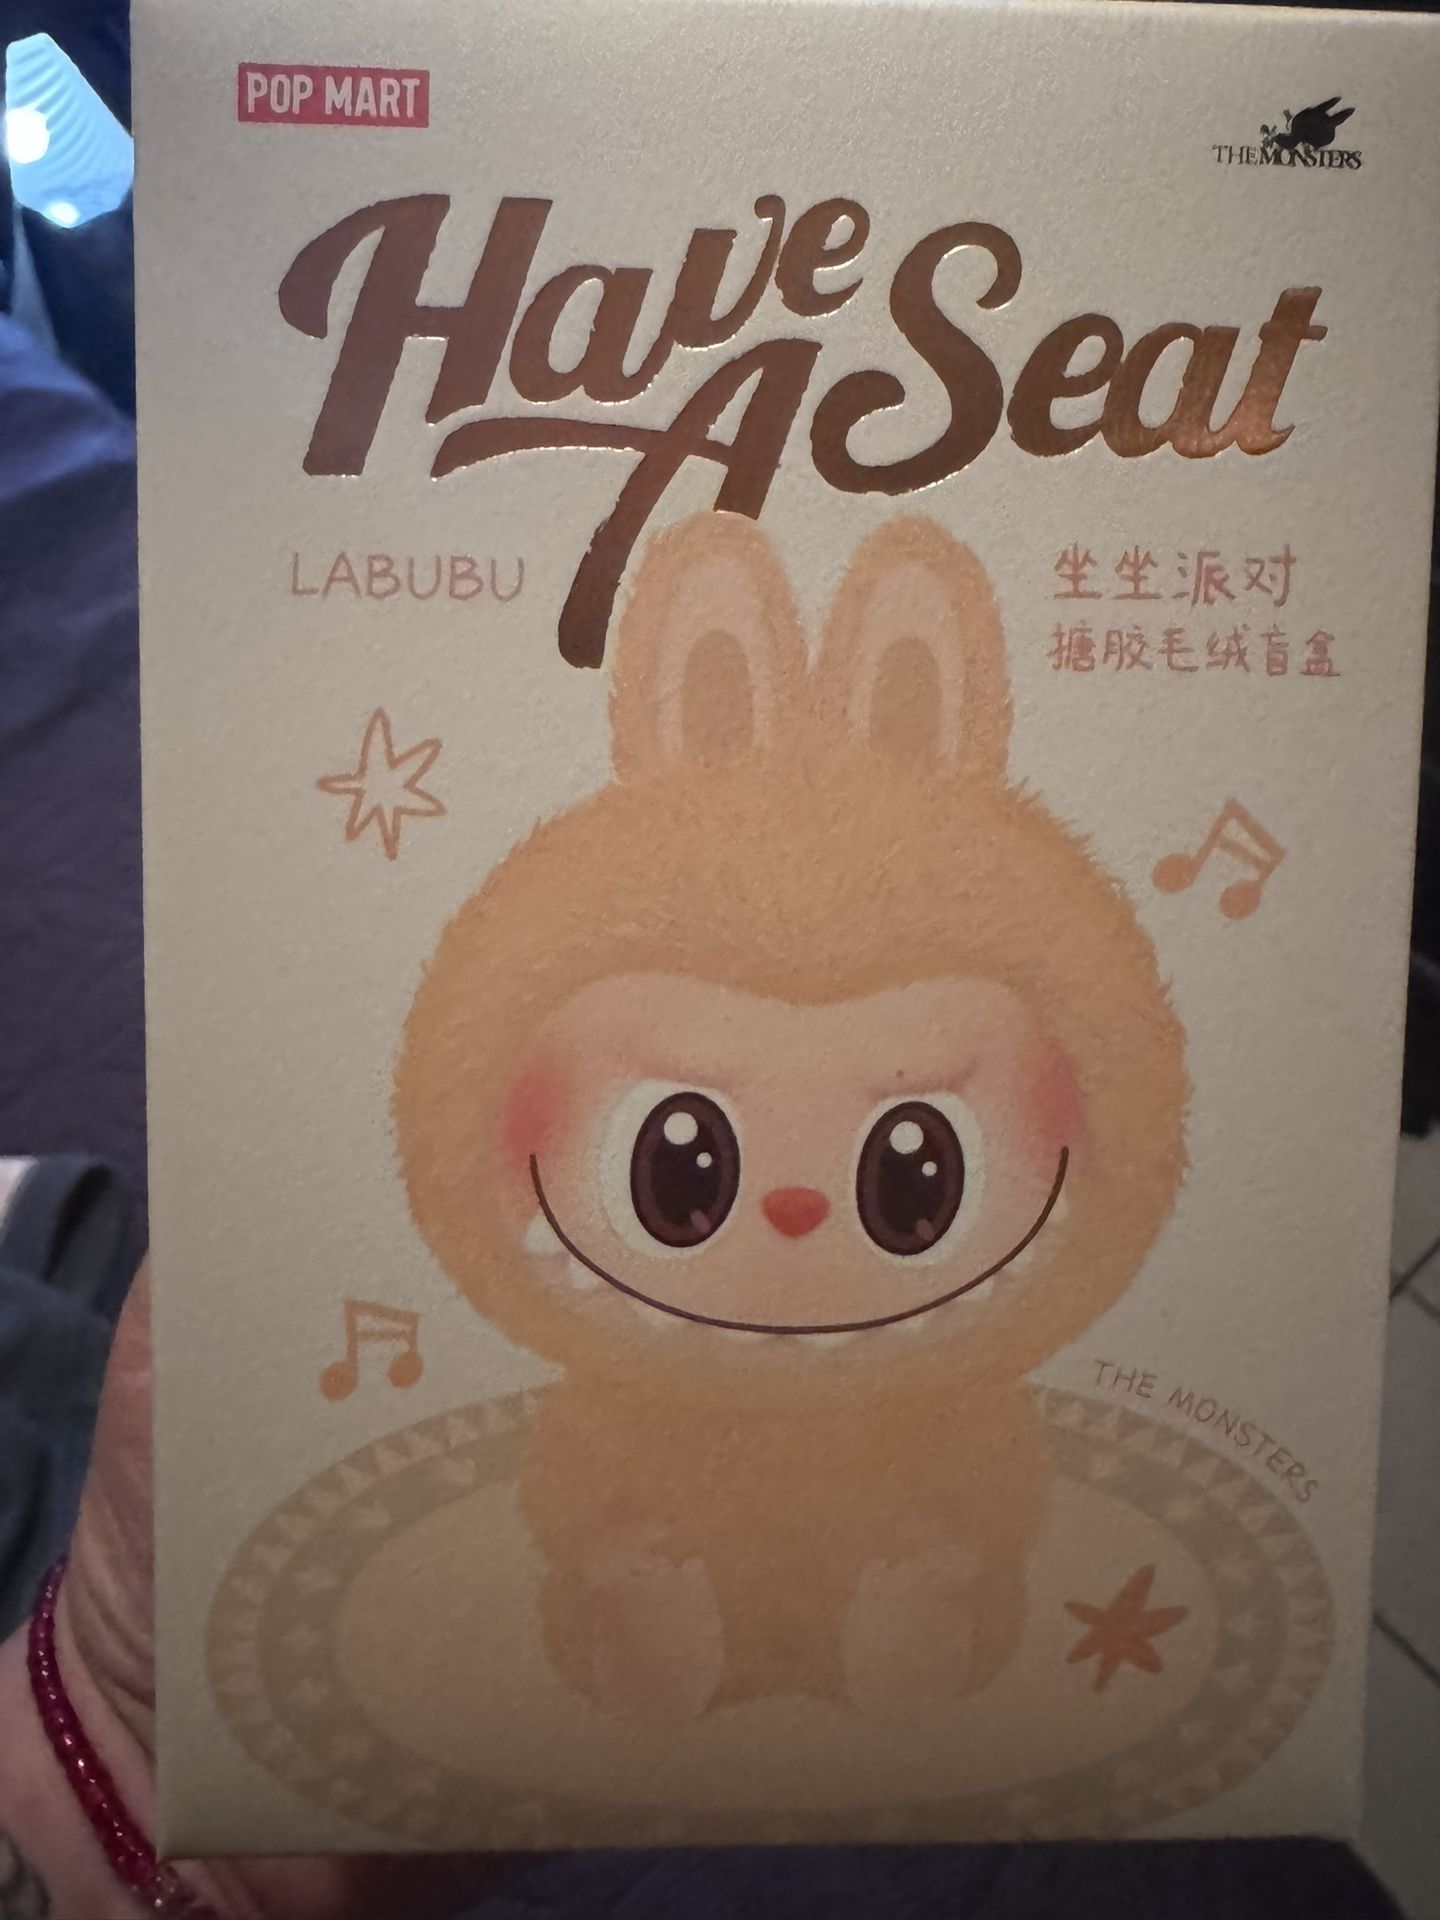 POP MART
THE MONSTERS
Have
A Seat
LABUBU
坐坐派对
搪胶毛绒盲盒
THE MONSTERS